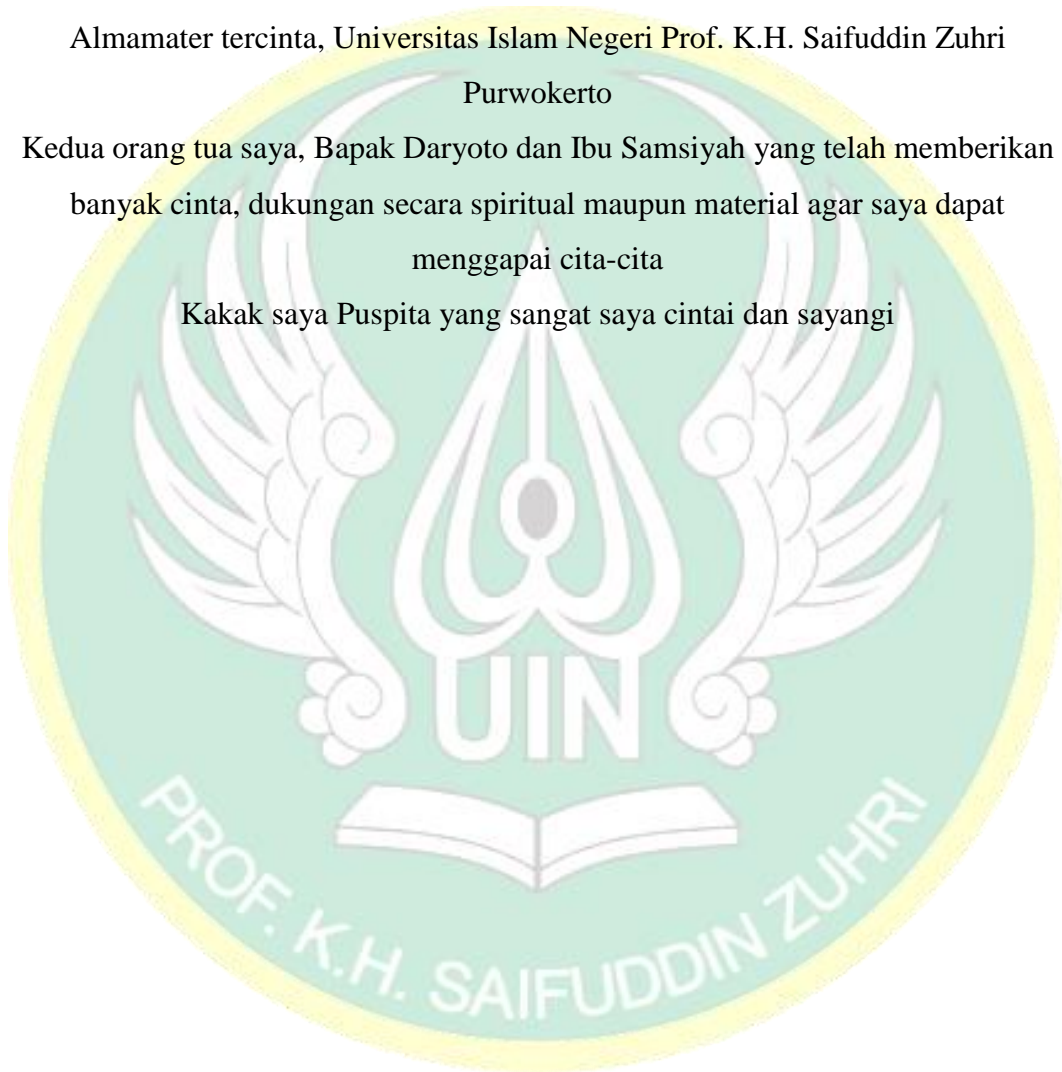 Almamater tercinta, Universitas Islam Negeri Prof. K.H. Saifuddin Zuhri
Purwokerto
Kedua orang tua saya, Bapak Daryoto dan Ibu Samsiyah yang telah memberikan
banyak cinta, dukungan secara spiritual maupun material agar saya dapat
menggapai cita-cita
Kakak saya Puspita yang sangat saya cintai dan sayangi
UIN
PROF. K.H. SAIFUDDIN ZUHRI